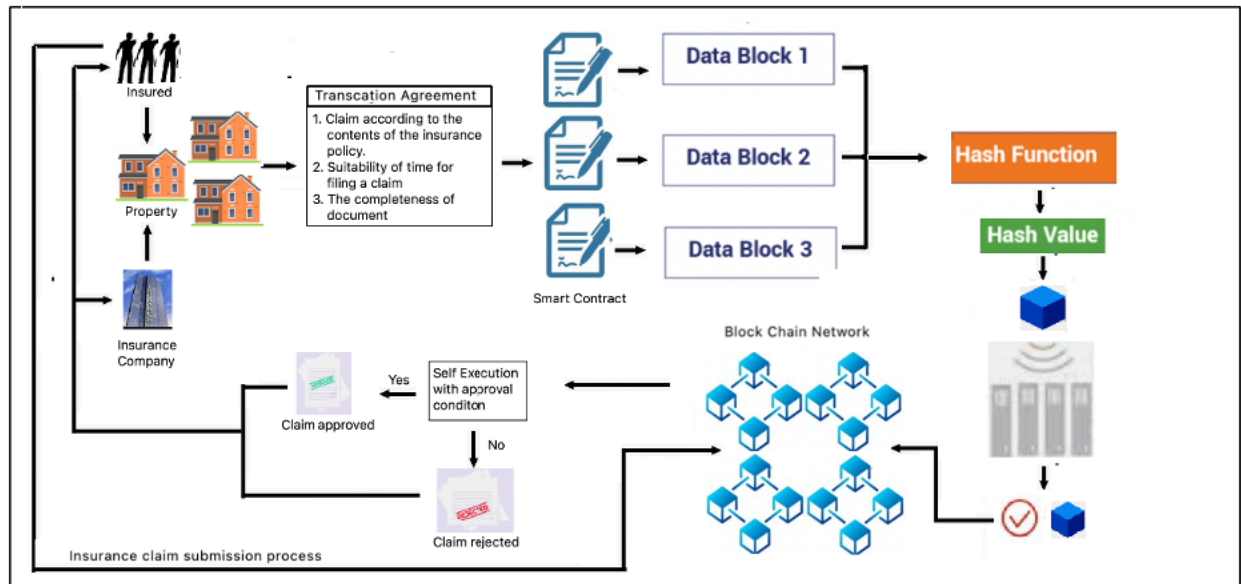 Insured
Property
Insurance
Company
Transcation Agreement
1. Claim according to the
contents of the insurance
policy.
2. Suitability of time for
filing a claim
3. The completeness of
document
Smart Contract
Data Block 1
Data Block 2
Data Block 3
Hash Function
Hash Value
Block Chain Network
Self Execution
with approval
conditon
Yes
No
Claim approved
REJECTED
Claim rejected
Insurance claim submission process